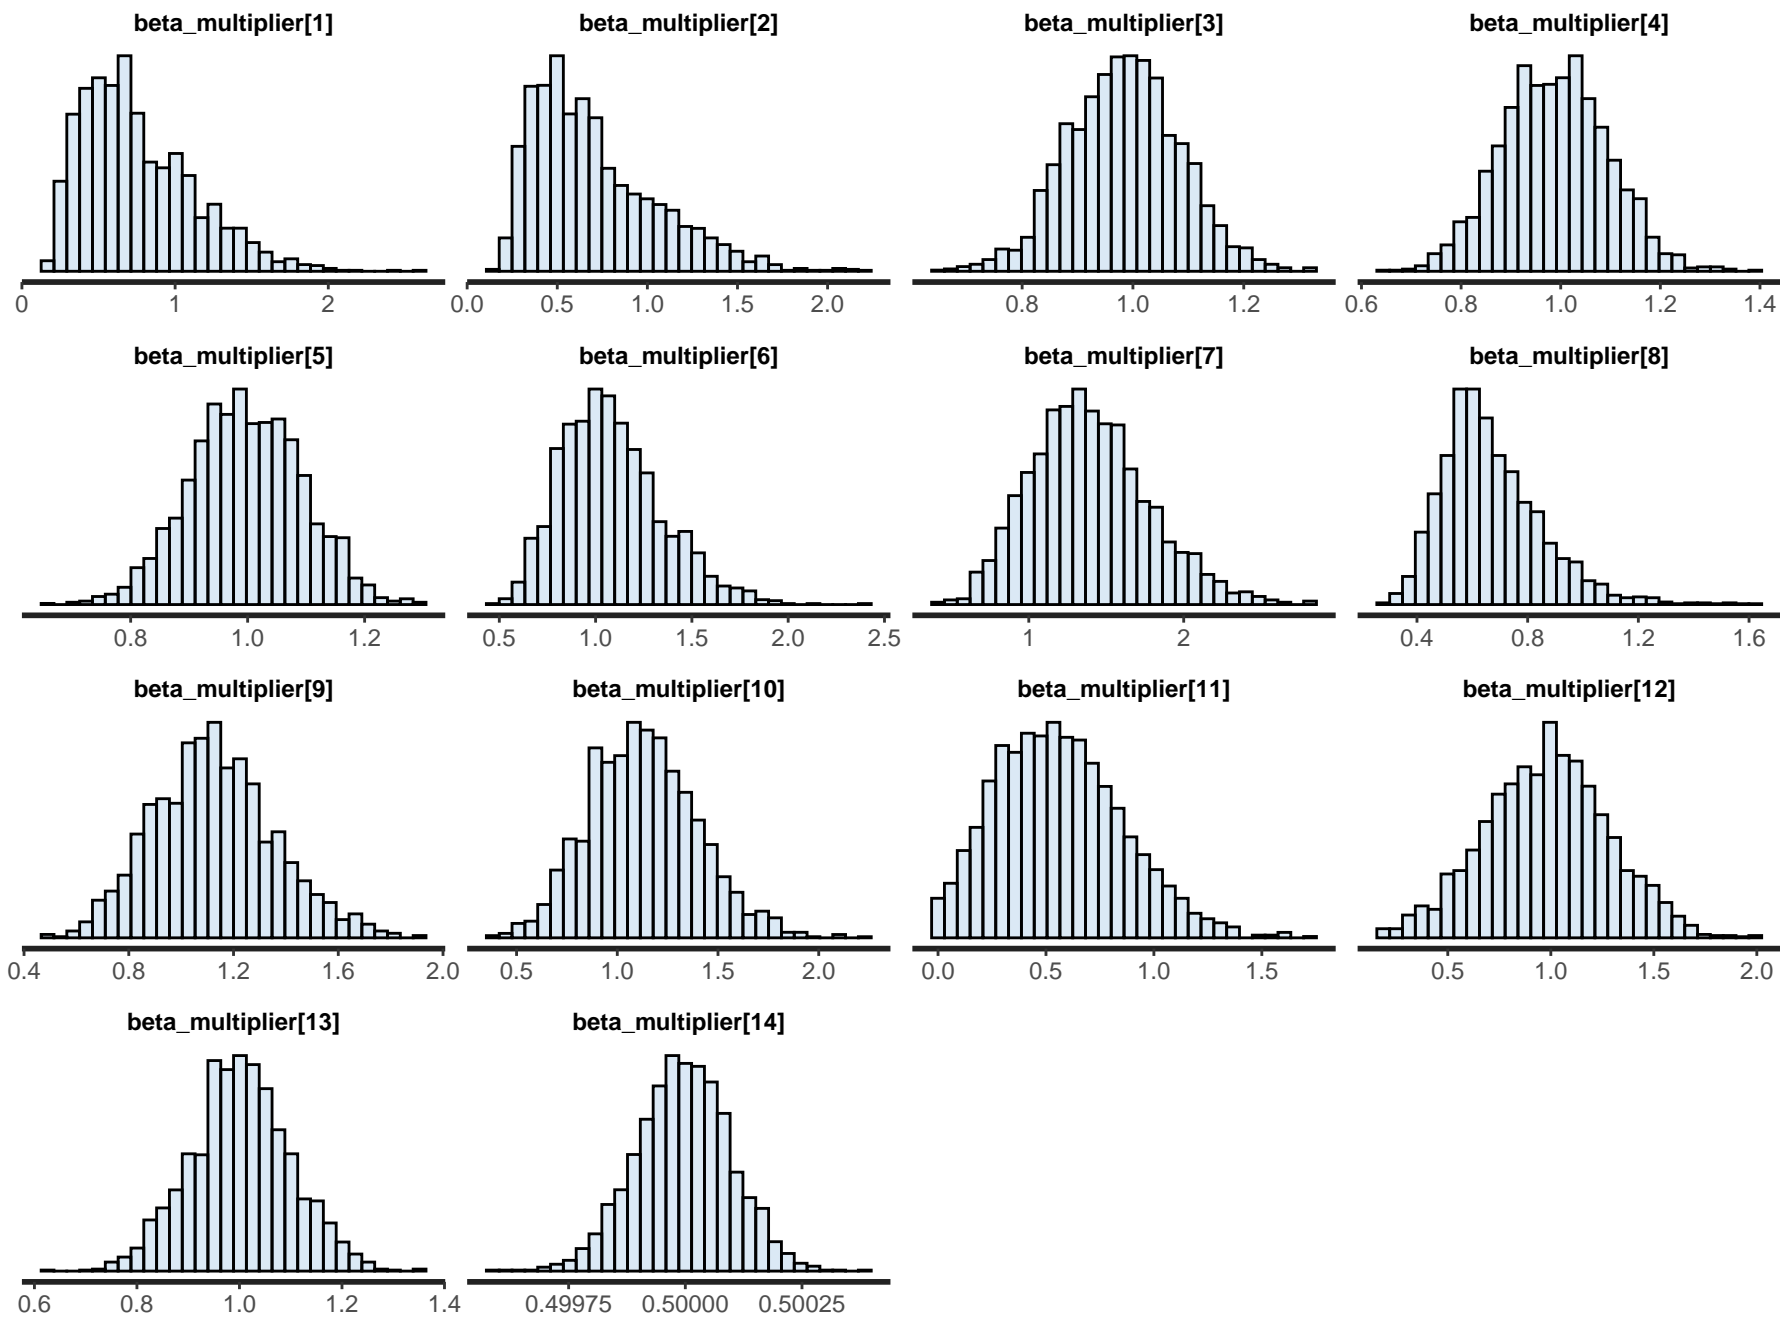 beta_multiplier[1] beta_multiplier[2] beta_multiplier[3] beta_multiplier[4]
0 1 2 0.0 0.5 1.0 1.5 2.0 0.8 1.0 1.2 0.6 0.8 1.0 1.2 1.4
beta_multiplier[5] beta_multiplier[6] beta_multiplier[7] beta_multiplier[8]
0.8 1.0 1.2 0.5 1.0 1.5 2.0 2.5 1 2 0.4 0.8 1.2 1.6
beta_multiplier[9] beta_multiplier[10] beta_multiplier[11] beta_multiplier[12]
0.4 0.8 1.2 1.6 2.0 0.5 1.0 1.5 2.0 0.0 0.5 1.0 1.5 0.5 1.0 1.5 2.0
beta_multiplier[13] beta_multiplier[14]
0.6 0.8 1.0 1.2 1.4 0.49975 0.50000 0.50025